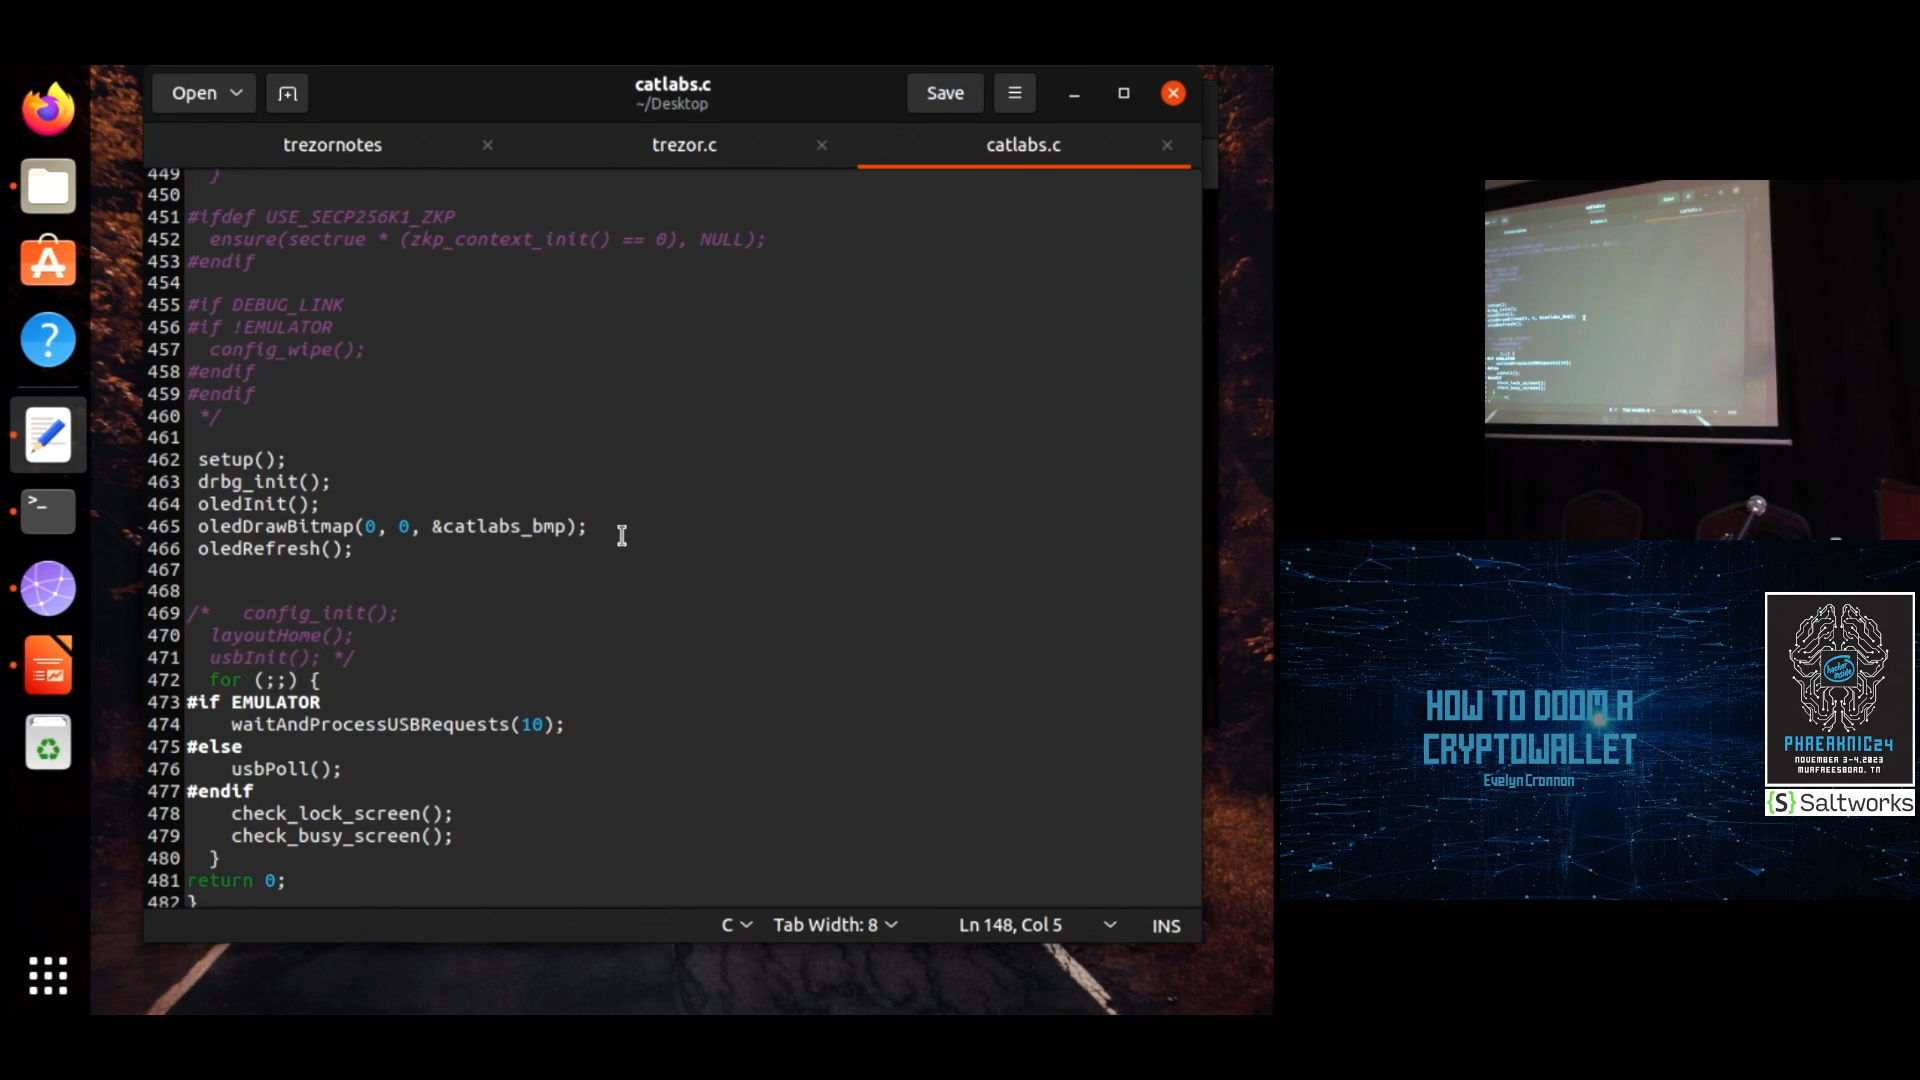 Open
catlabs.c
~/Desktop
Save
trezornotes
trezor.c
catlabs.c
449   }
450
451 #ifdef USE_SECP256K1_ZKP
452   ensure(sectrue * (zkp_context_init() == 0), NULL);
453 #endif
454
455 #if DEBUG_LINK
456 #if !EMULATOR
457   config_wipe();
458 #endif
459 #endif
460  */
461
462  setup();
463  drbg_init();
464  oledInit();
465  oledDrawBitmap(0, 0, &catlabs_bmp);
466  oledRefresh();
467
468
469 /*   config_init();
470   layoutHome();
471   usbInit(); */
472   for (;;) {
473 #if EMULATOR
474     waitAndProcessUSBRequests(10);
475 #else
476     usbPoll();
477 #endif
478     check_lock_screen();
479     check_busy_screen();
480   }
481 return 0;
482 }
C
Tab Width: 8
Ln 148, Col 5
INS
HOW TO DOOM A
CRYPTOWALLET
Evelyn Cronnon
hacker
inside
PHREAKNIC24
NOVEMBER 3-4.2023
MURFREESBORO, TN
{S} Saltworks